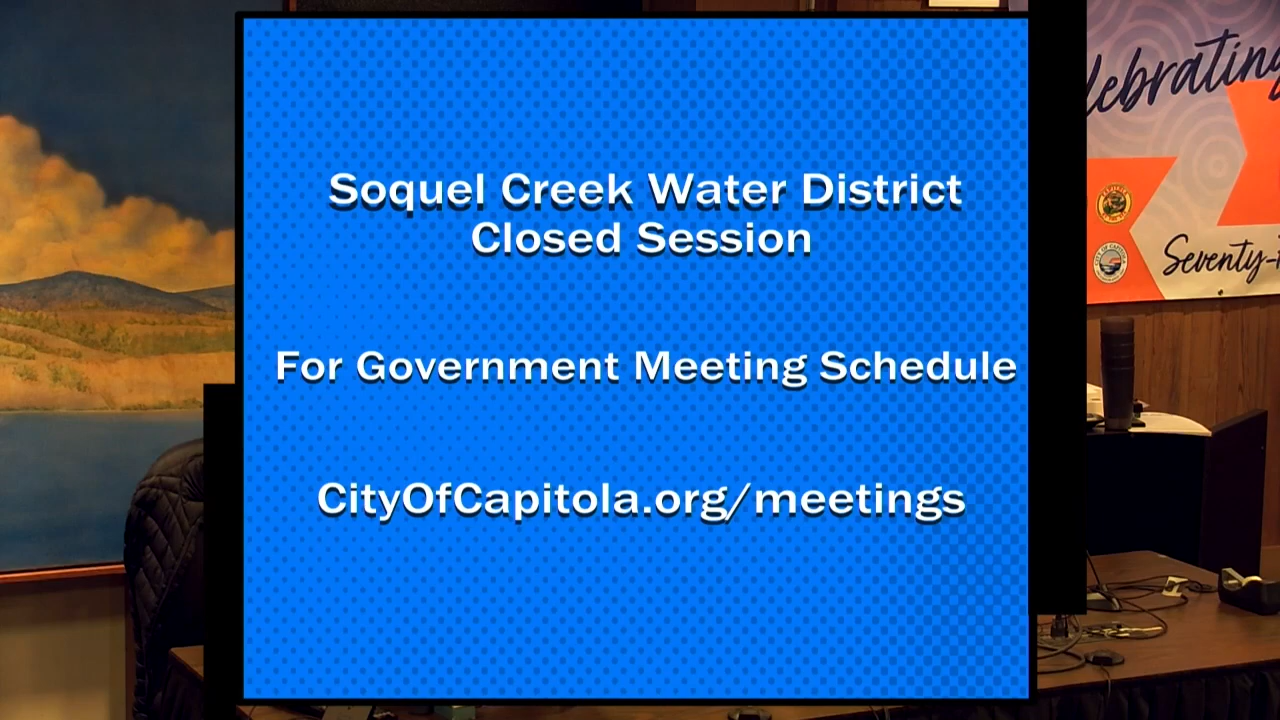 Soquel Creek Water District
Closed Session
For Government Meeting Schedule
CityOfCapitola.org/meetings